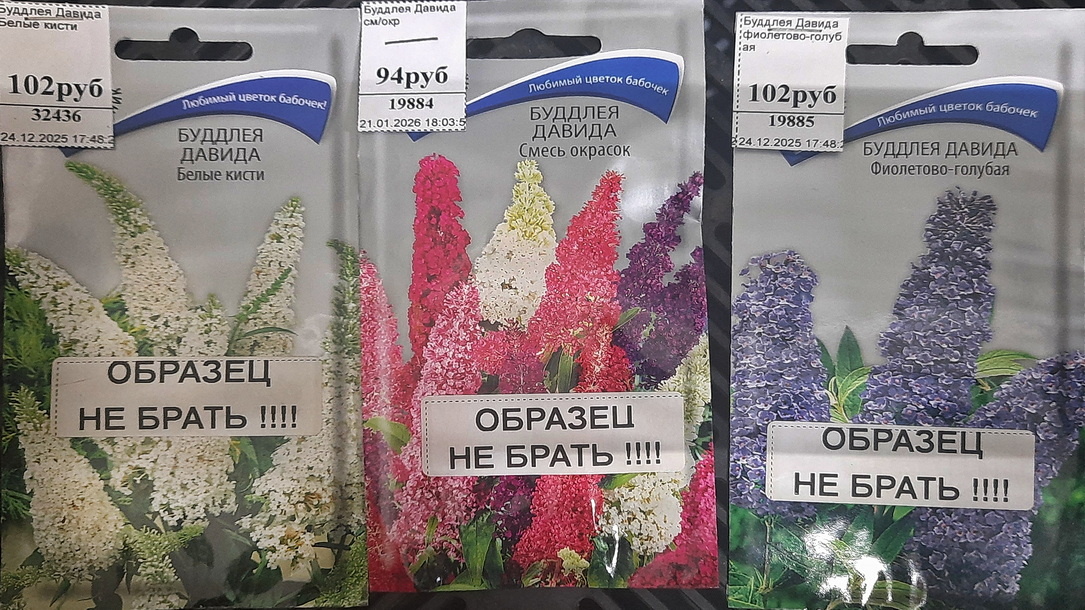 Буддлея Давида
Белые кисти
102руб
32436
24.12.2025 17:48:
Любимый цветок бабочек!
БУДДЛЕЯ
ДАВИДА
Белые кисти
ОБРАЗЕЦ
НЕ БРАТЬ !!!!
Буддлея Давида
см/окр
94руб
19884
21.01.2026 18:03:5
Любимый цветок бабочек
БУДДЛЕЯ
ДАВИДА
Смесь окрасок
ОБРАЗЕЦ
НЕ БРАТЬ !!!!
Буддлея Давида
фиолетово-голуб
ая
102руб
19885
24.12.2025 17:48:
Любимый цветок бабочек
БУДДЛЕЯ ДАВИДА
Фиолетово-голубая
ОБРАЗЕЦ
НЕ БРАТЬ !!!!